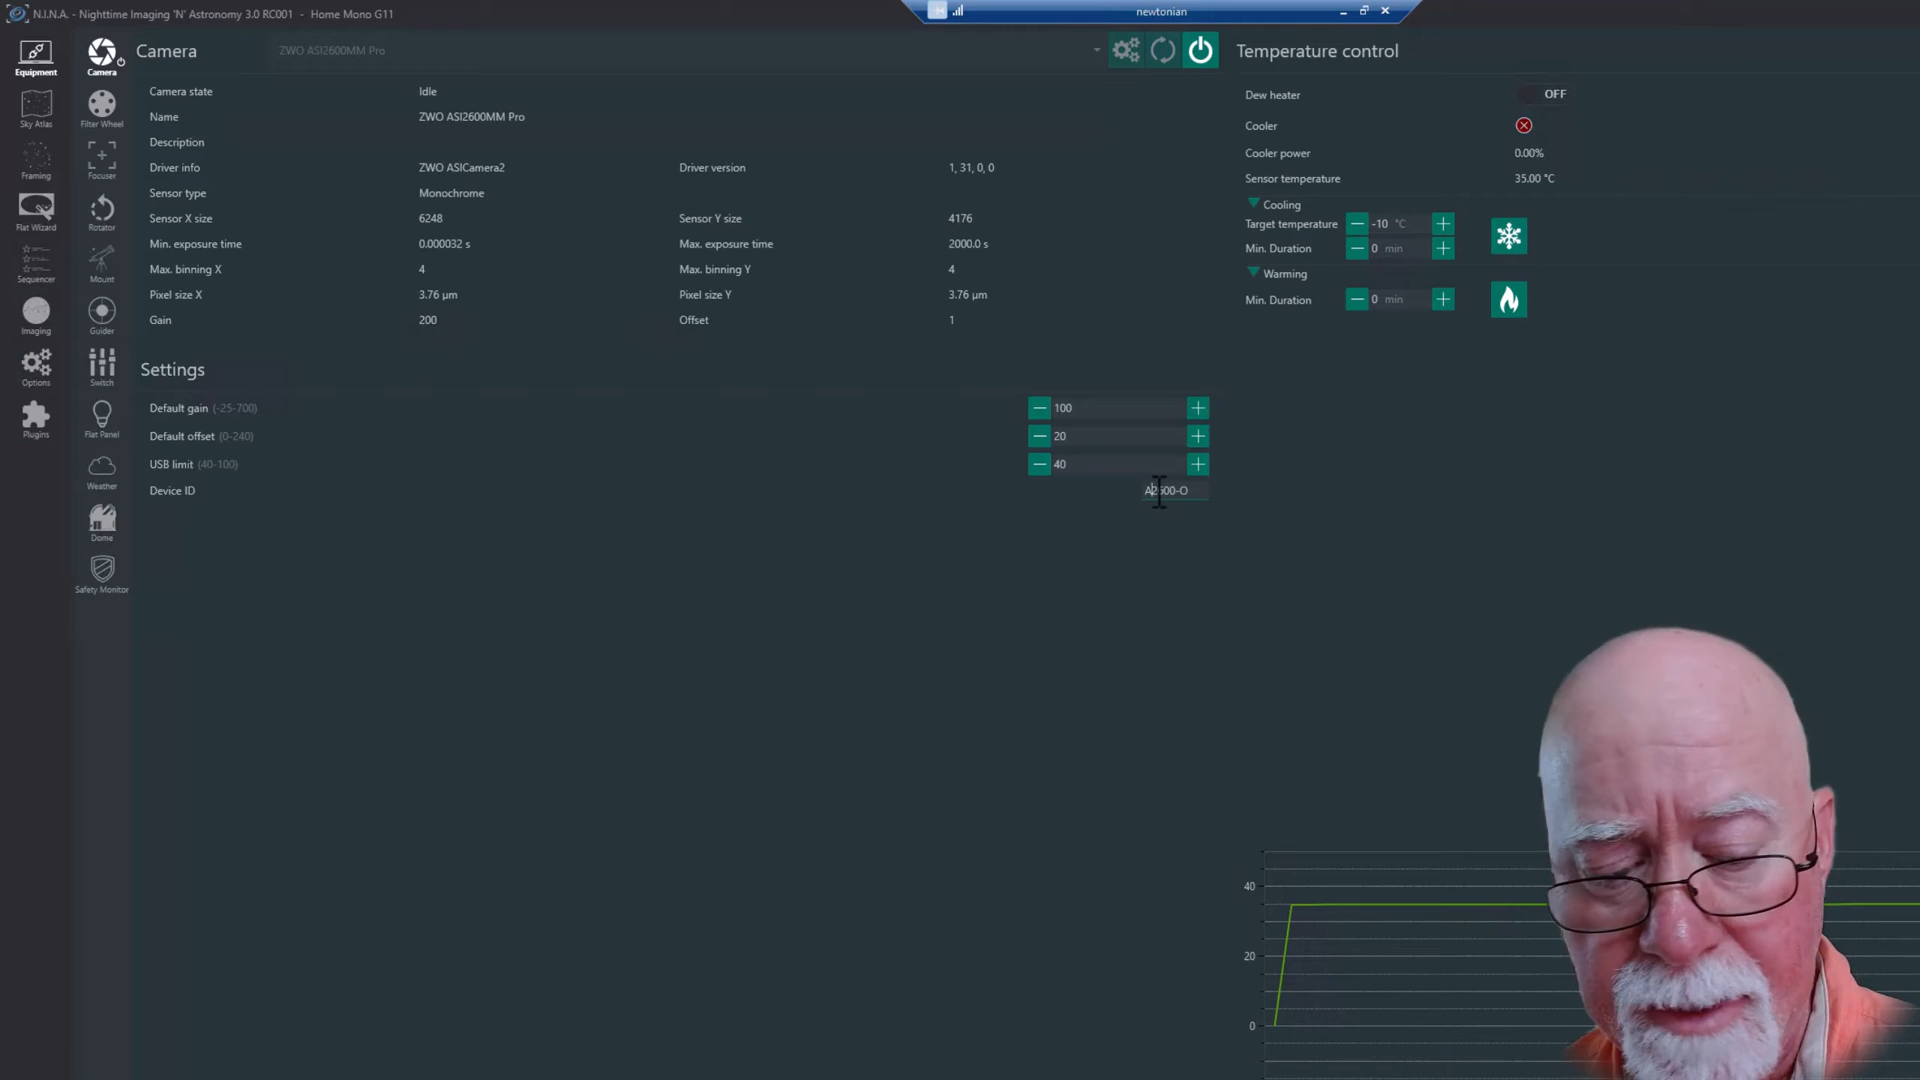 N.I.N.A. - Nighttime Imaging 'N' Astronomy 3.0 RC001 - Home Mono G11
newtonian
Equipment
Sky Atlas
Framing
Flat Wizard
Sequencer
Imaging
Options
Plugins
Camera
Filter Wheel
Focuser
Rotator
Mount
Guider
Switch
Flat Panel
Weather
Dome
Safety Monitor
Camera ZWO ASI2600MM Pro
Camera state Idle
Name ZWO ASI2600MM Pro
Description
Driver info ZWO ASICamera2 Driver version 1, 31, 0, 0
Sensor type Monochrome
Sensor X size 6248 Sensor Y size 4176
Min. exposure time 0.000032 s Max. exposure time 2000.0 s
Max. binning X 4 Max. binning Y 4
Pixel size X 3.76 µm Pixel size Y 3.76 µm
Gain 200 Offset 1
Settings
Default gain (-25-700) 100
Default offset (0-240) 20
USB limit (40-100) 40
Device ID A2600-O
Temperature control
Dew heater OFF
Cooler
Cooler power 0.00%
Sensor temperature 35.00 °C
Cooling
Target temperature -10 °C
Min. Duration 0 min
Warming
Min. Duration 0 min
40
20
0